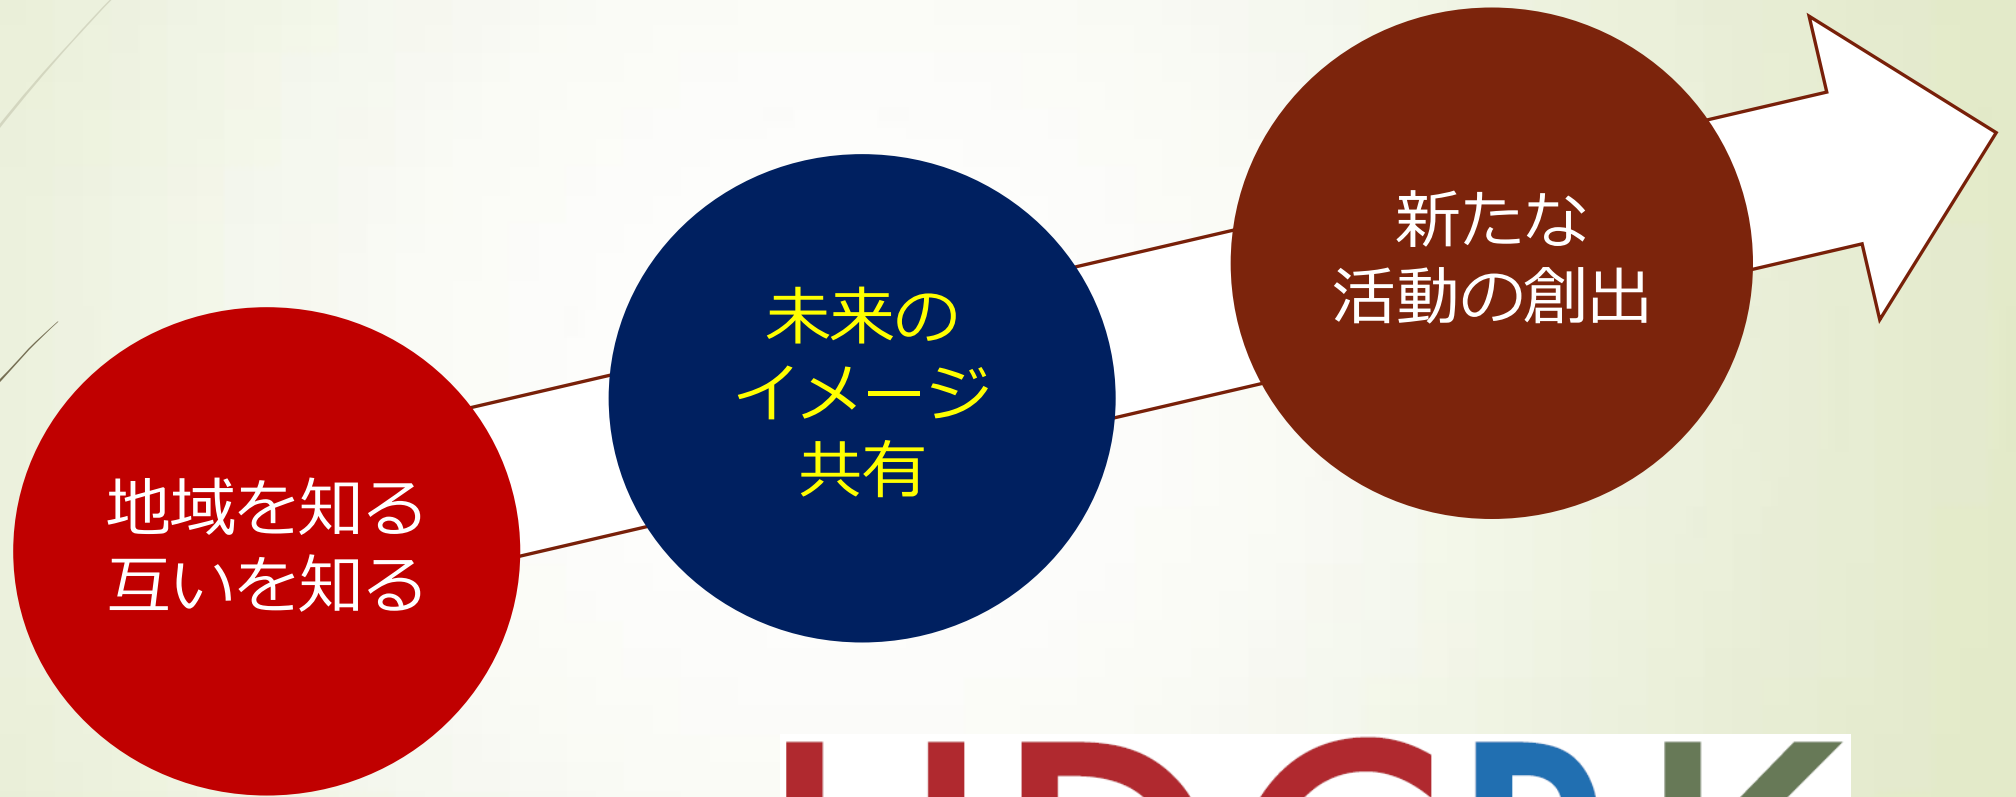 地域を知る
互いを知る
未来の
イメージ
共有
新たな
活動の創出